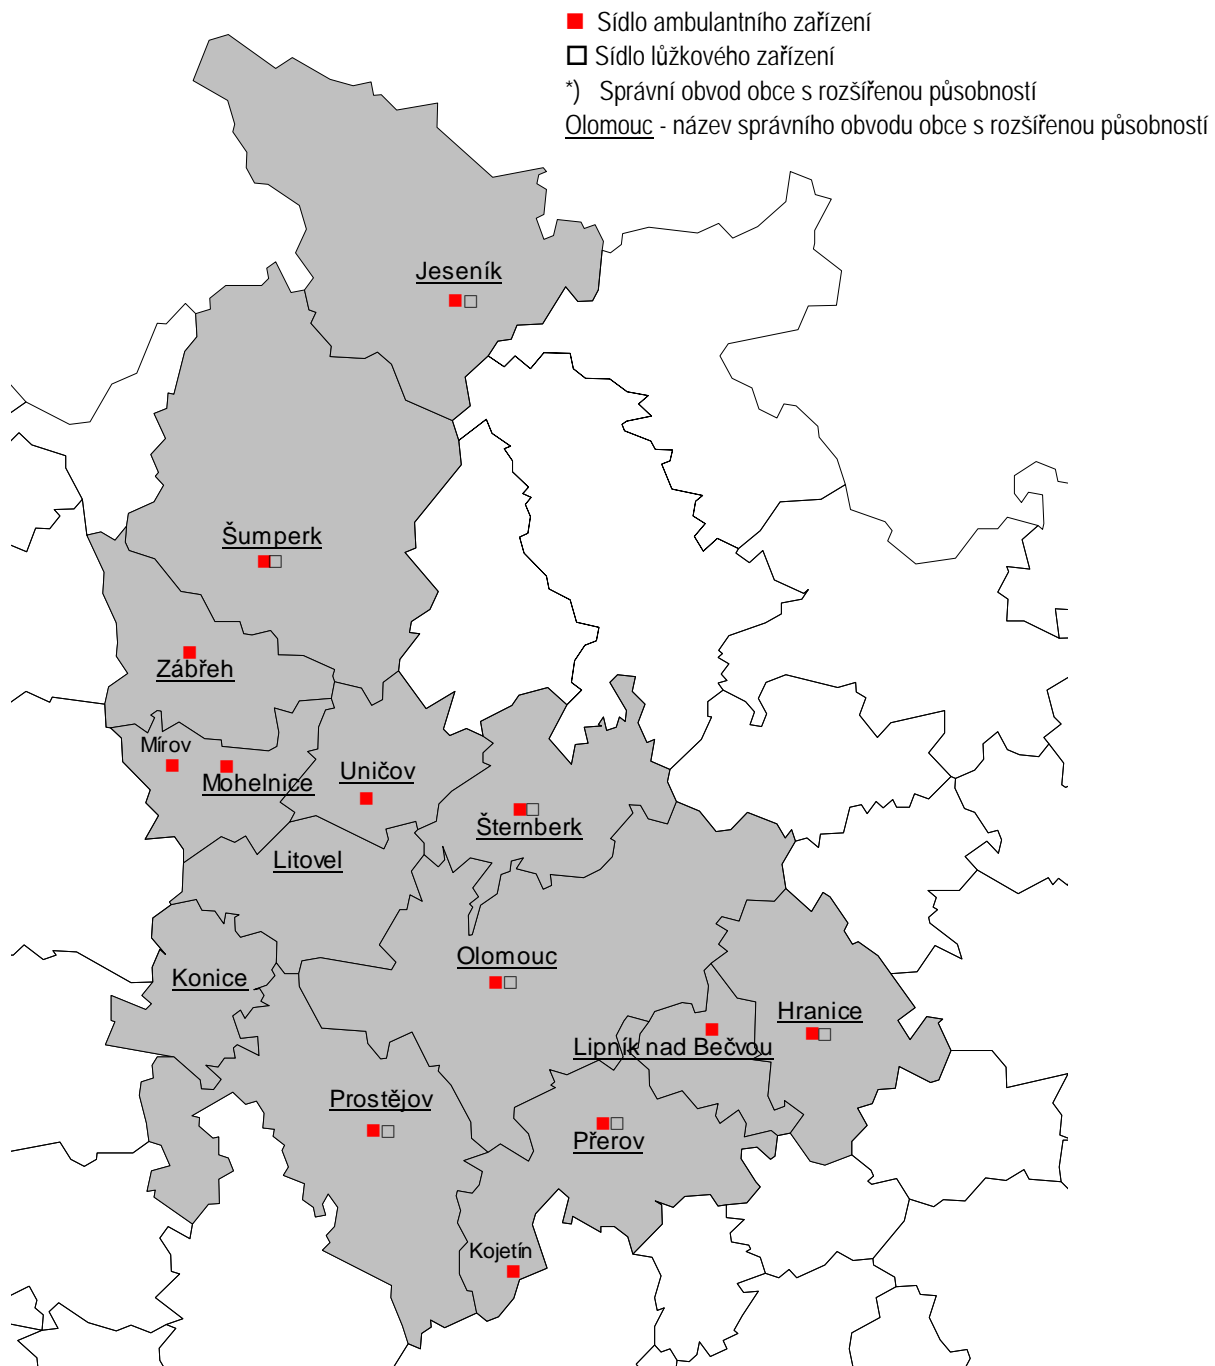 Sídlo ambulantního zařízení
Sídlo lůžkového zařízení
*) Správní obvod obce s rozšířenou působností
Olomouc - název správního obvodu obce s rozšířenou působností
Jeseník
Šumperk
Zábřeh
Mírov
Mohelnice
Uničov
Šternberk
Litovel
Olomouc
Konice
Hranice
Lipník nad Bečvou
Prostějov
Přerov
Kojetín